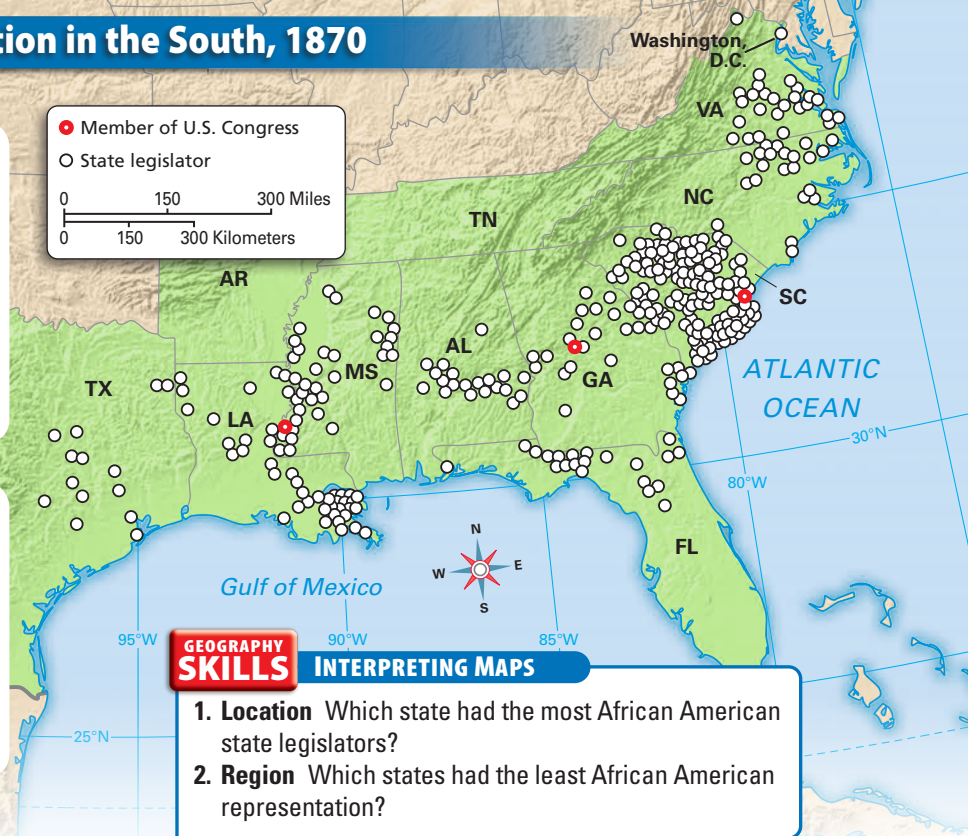 tion in the South, 1870
Member of U.S. Congress
State legislator
0 150 300 Miles
0 150 300 Kilometers
Washington,
D.C.
VA
NC
TN
AR
SC
MS
AL
GA
TX
LA
FL
ATLANTIC
OCEAN
30°N
80°W
Gulf of Mexico
N
W E
S
95°W 90°W 85°W
25°N
GEOGRAPHY
SKILLS INTERPRETING MAPS
1. Location Which state had the most African American
state legislators?
2. Region Which states had the least African American
representation?